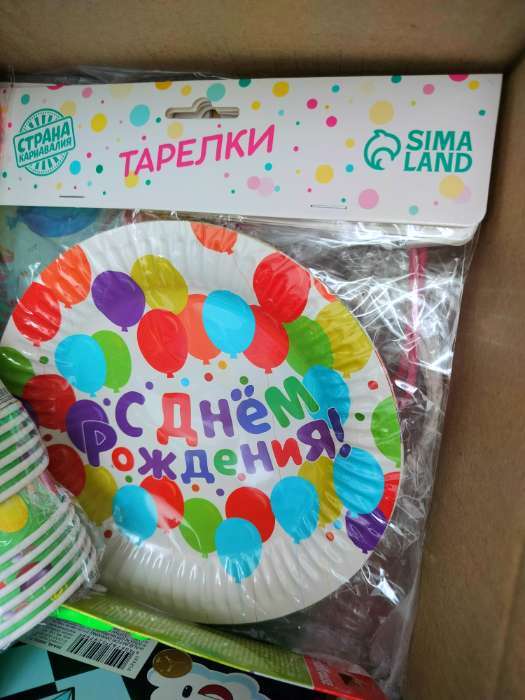 СТРАНА
КАРНАВАЛИЯ
ТАРЕЛКИ
SIMA
LAND
С ДНЁМ
РОЖДЕНИЯ!